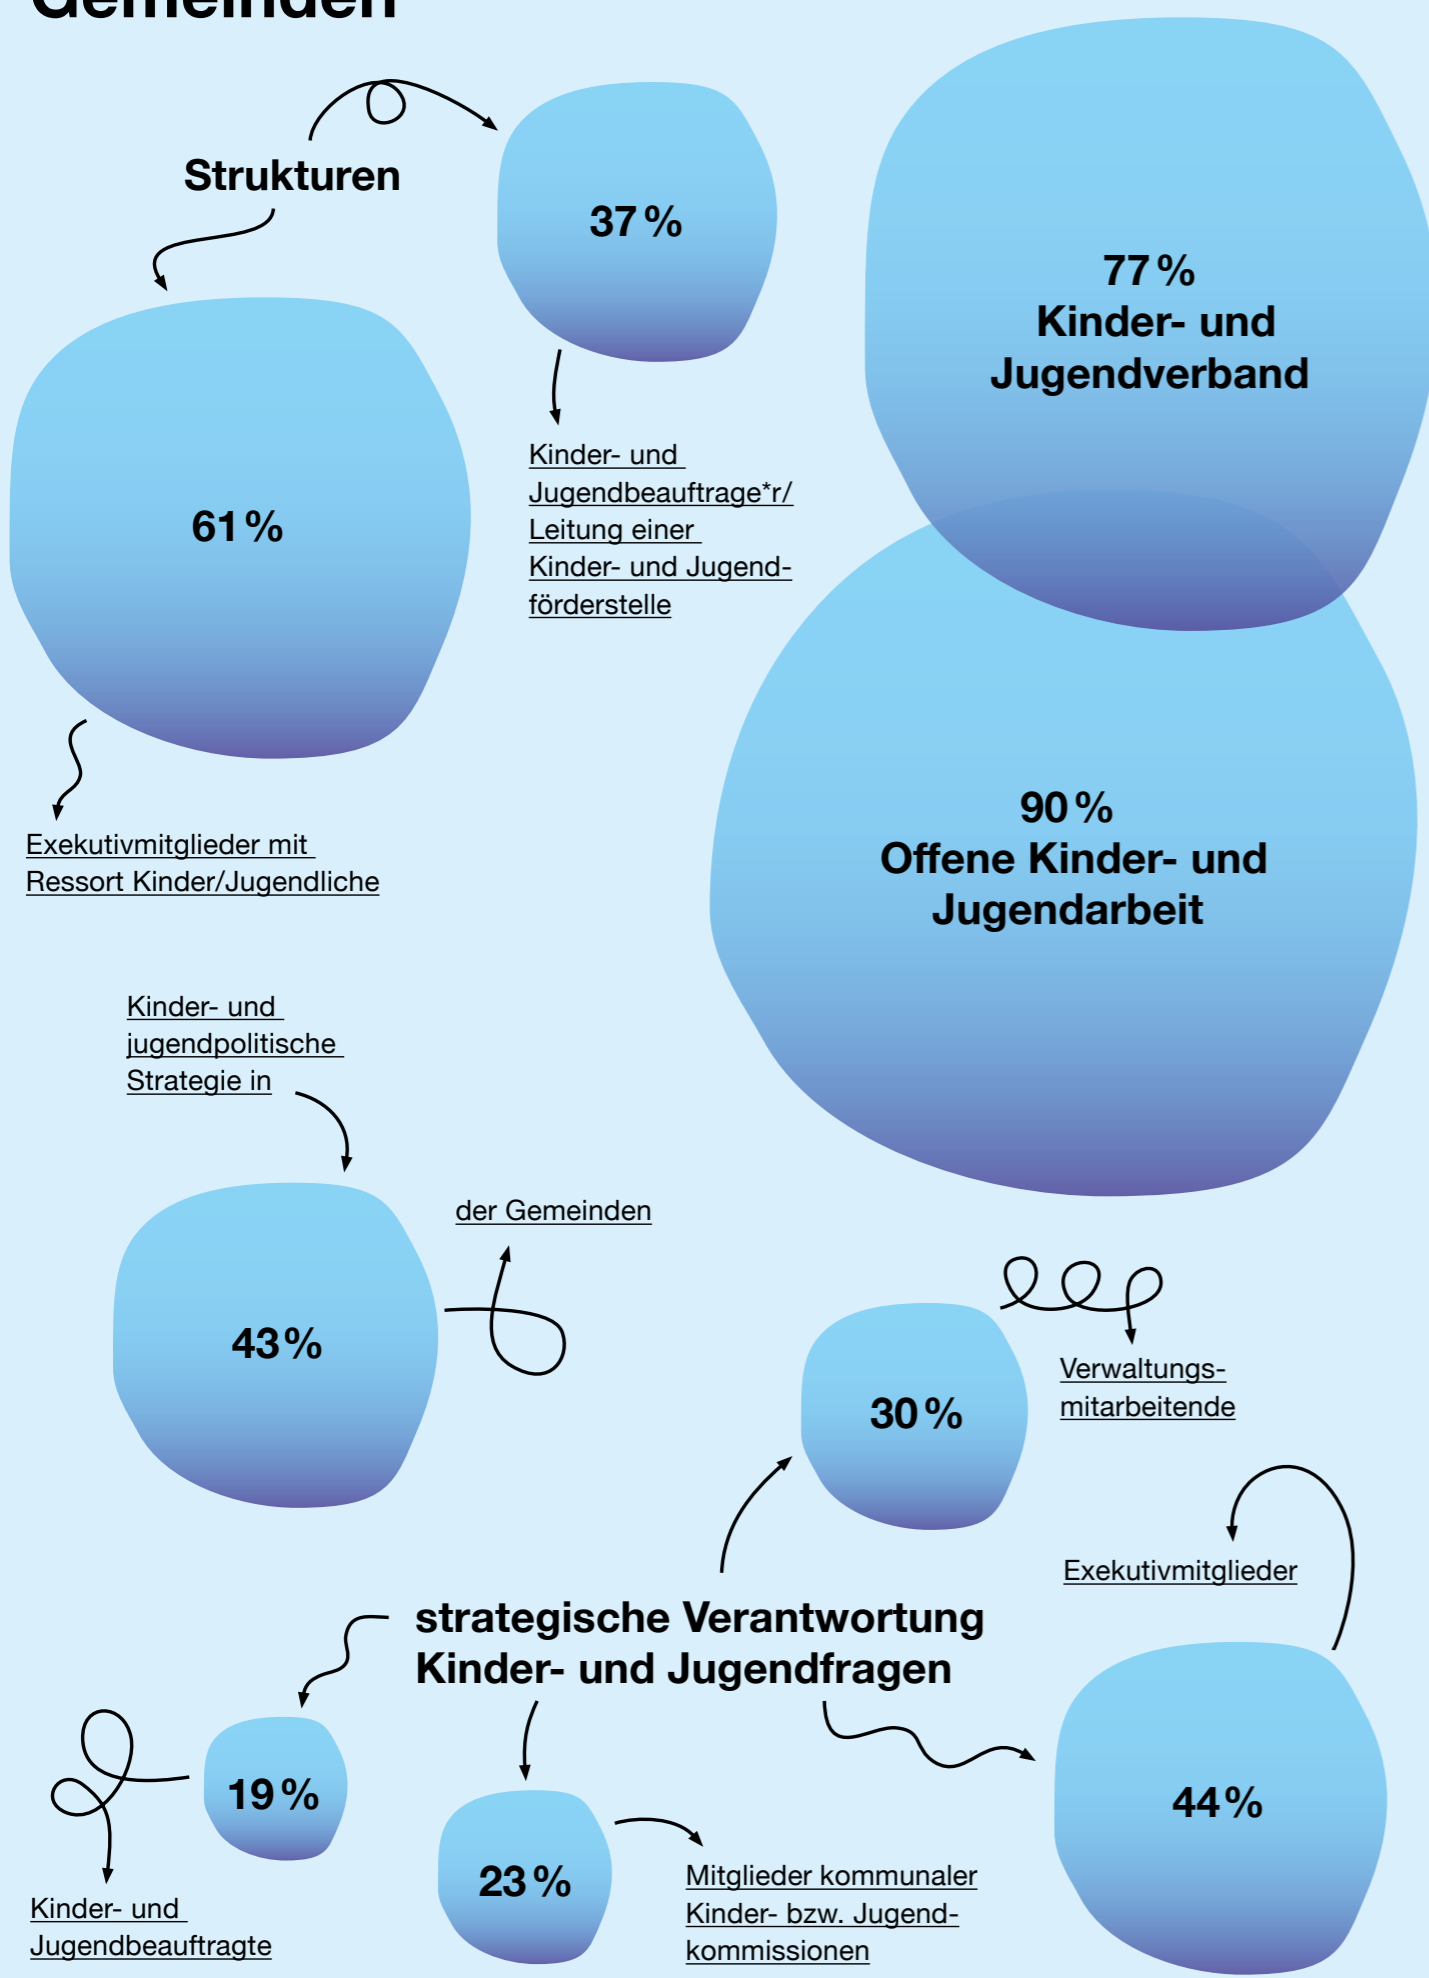 Gemeinden
Strukturen
37 %
Kinder- und
Jugendbeauftrage*r/
Leitung einer
Kinder- und Jugend-
förderstelle
61 %
Exekutivmitglieder mit
Ressort Kinder/Jugendliche
77 %
Kinder- und
Jugendverband
90 %
Offene Kinder- und
Jugendarbeit
Kinder- und
jugendpolitische
Strategie in
43 %
der Gemeinden
30 %
Verwaltungs-
mitarbeitende
Exekutivmitglieder
strategische Verantwortung
Kinder- und Jugendfragen
19 %
Kinder- und
Jugendbeauftragte
23 %
Mitglieder kommunaler
Kinder- bzw. Jugend-
kommissionen
44 %